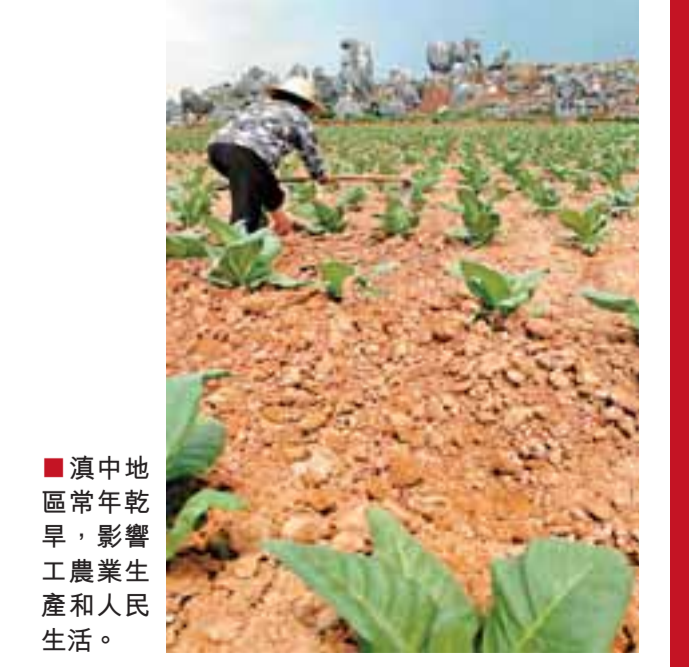 ■滇中地
區常年乾
旱，影響
工農業生
產和人民
生活。